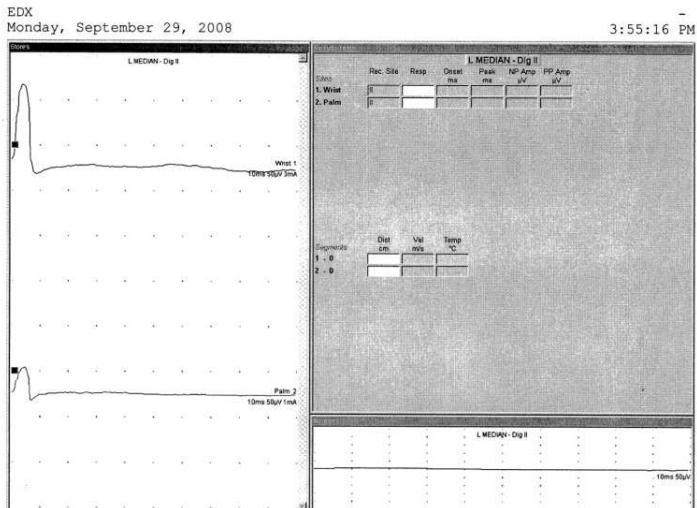 EDX
Monday, September 29, 2008 3:55:16 PM
L MEDIAN - Dig II
Wrist 1
10ms 50µV 3mA
Palm 2
10ms 50µV 1mA
L MEDIAN - Dig II
Sites Rec. Site Resp Onset ms Peak ms NP Amp µV PP Amp µV
1. Wrist
2. Palm
Segments Dist cm Vel m/s Temp °C
1 - 0
2 - 0
L MEDIAN - Dig II
10ms 50µV